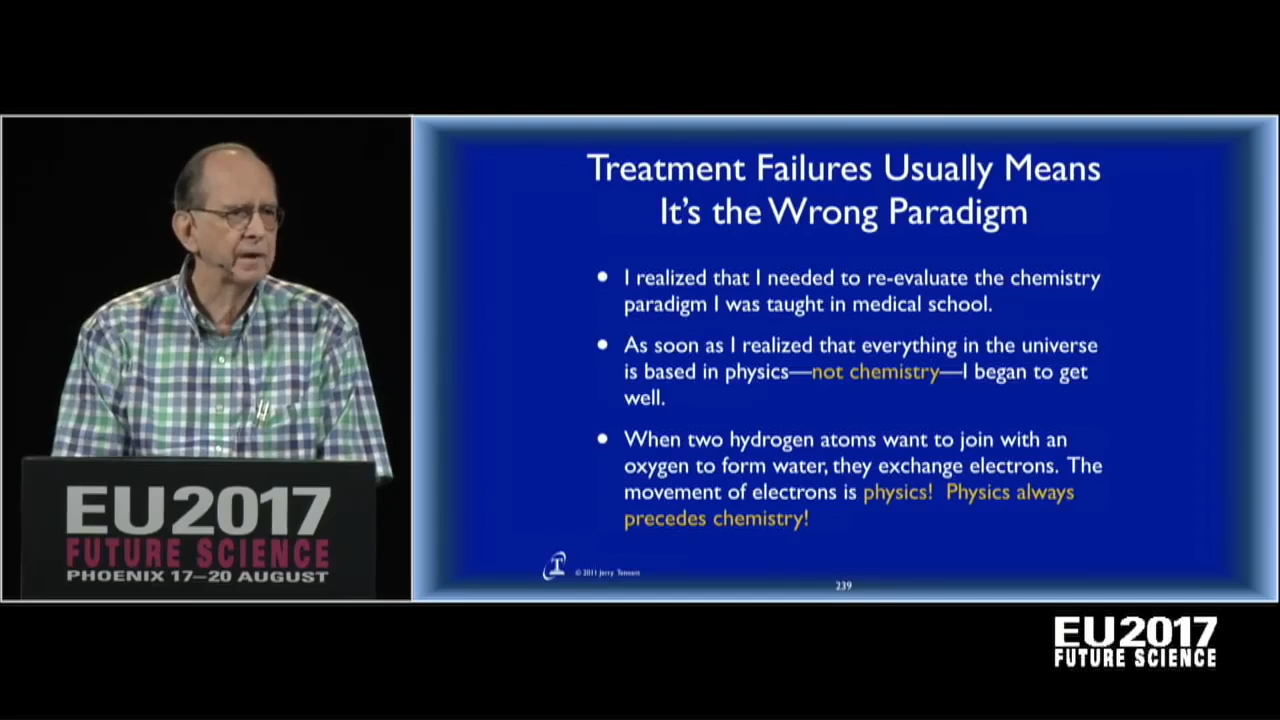 Treatment Failures Usually Means
It's the Wrong Paradigm
• I realized that I needed to re-evaluate the chemistry
paradigm I was taught in medical school.
• As soon as I realized that everything in the universe
is based in physics—not chemistry—I began to get
well.
• When two hydrogen atoms want to join with an
oxygen to form water, they exchange electrons. The
movement of electrons is physics! Physics always
precedes chemistry!
T
© 2011 Jerry Tennant
239
EU2017
FUTURE SCIENCE
PHOENIX 17–20 AUGUST
EU2017
FUTURE SCIENCE